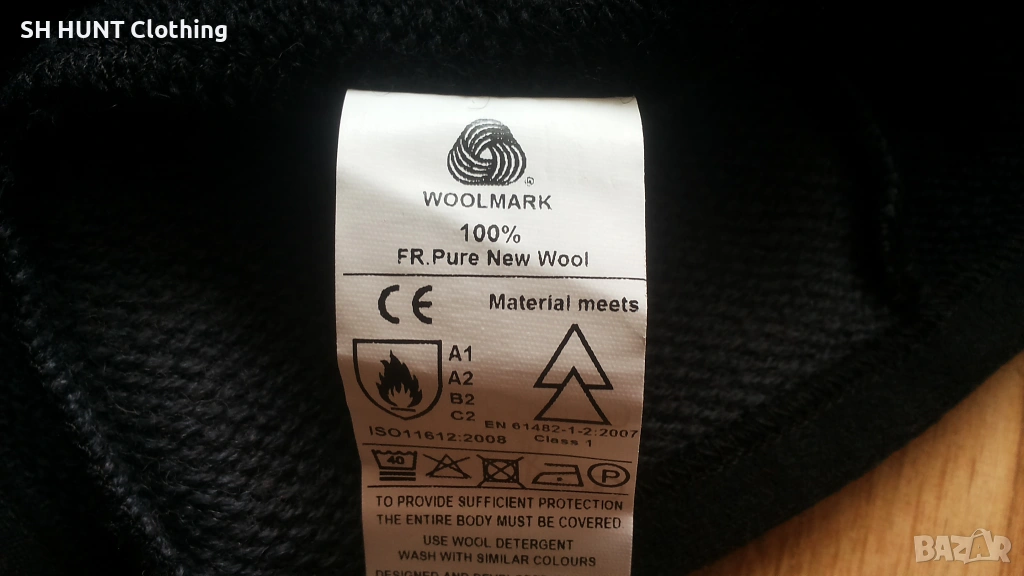 SH HUNT Clothing
WOOLMARK
100%
FR.Pure New Wool
CE Material meets
A1
A2
B2
C2
ISO11612:2008
EN 61482-1-2:2007
Class 1
40 P
TO PROVIDE SUFFICIENT PROTECTION
THE ENTIRE BODY MUST BE COVERED
USE WOOL DETERGENT
WASH WITH SIMILAR COLOURS
DESIGNED AND
BAZAR